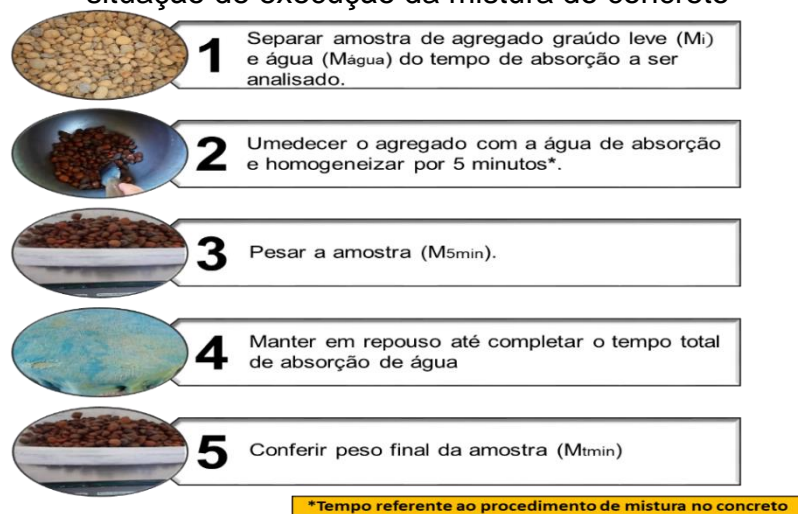 situação de execução da mistura de concreto
1
Separar amostra de agregado graúdo leve (Mi)
e água (Mágua) do tempo de absorção a ser
analisado.
2
Umedecer o agregado com a água de absorção
e homogeneizar por 5 minutos*.
3
Pesar a amostra (M5min).
4
Manter em repouso até completar o tempo total
de absorção de água
5
Conferir peso final da amostra (Mtmin)
*Tempo referente ao procedimento de mistura no concreto